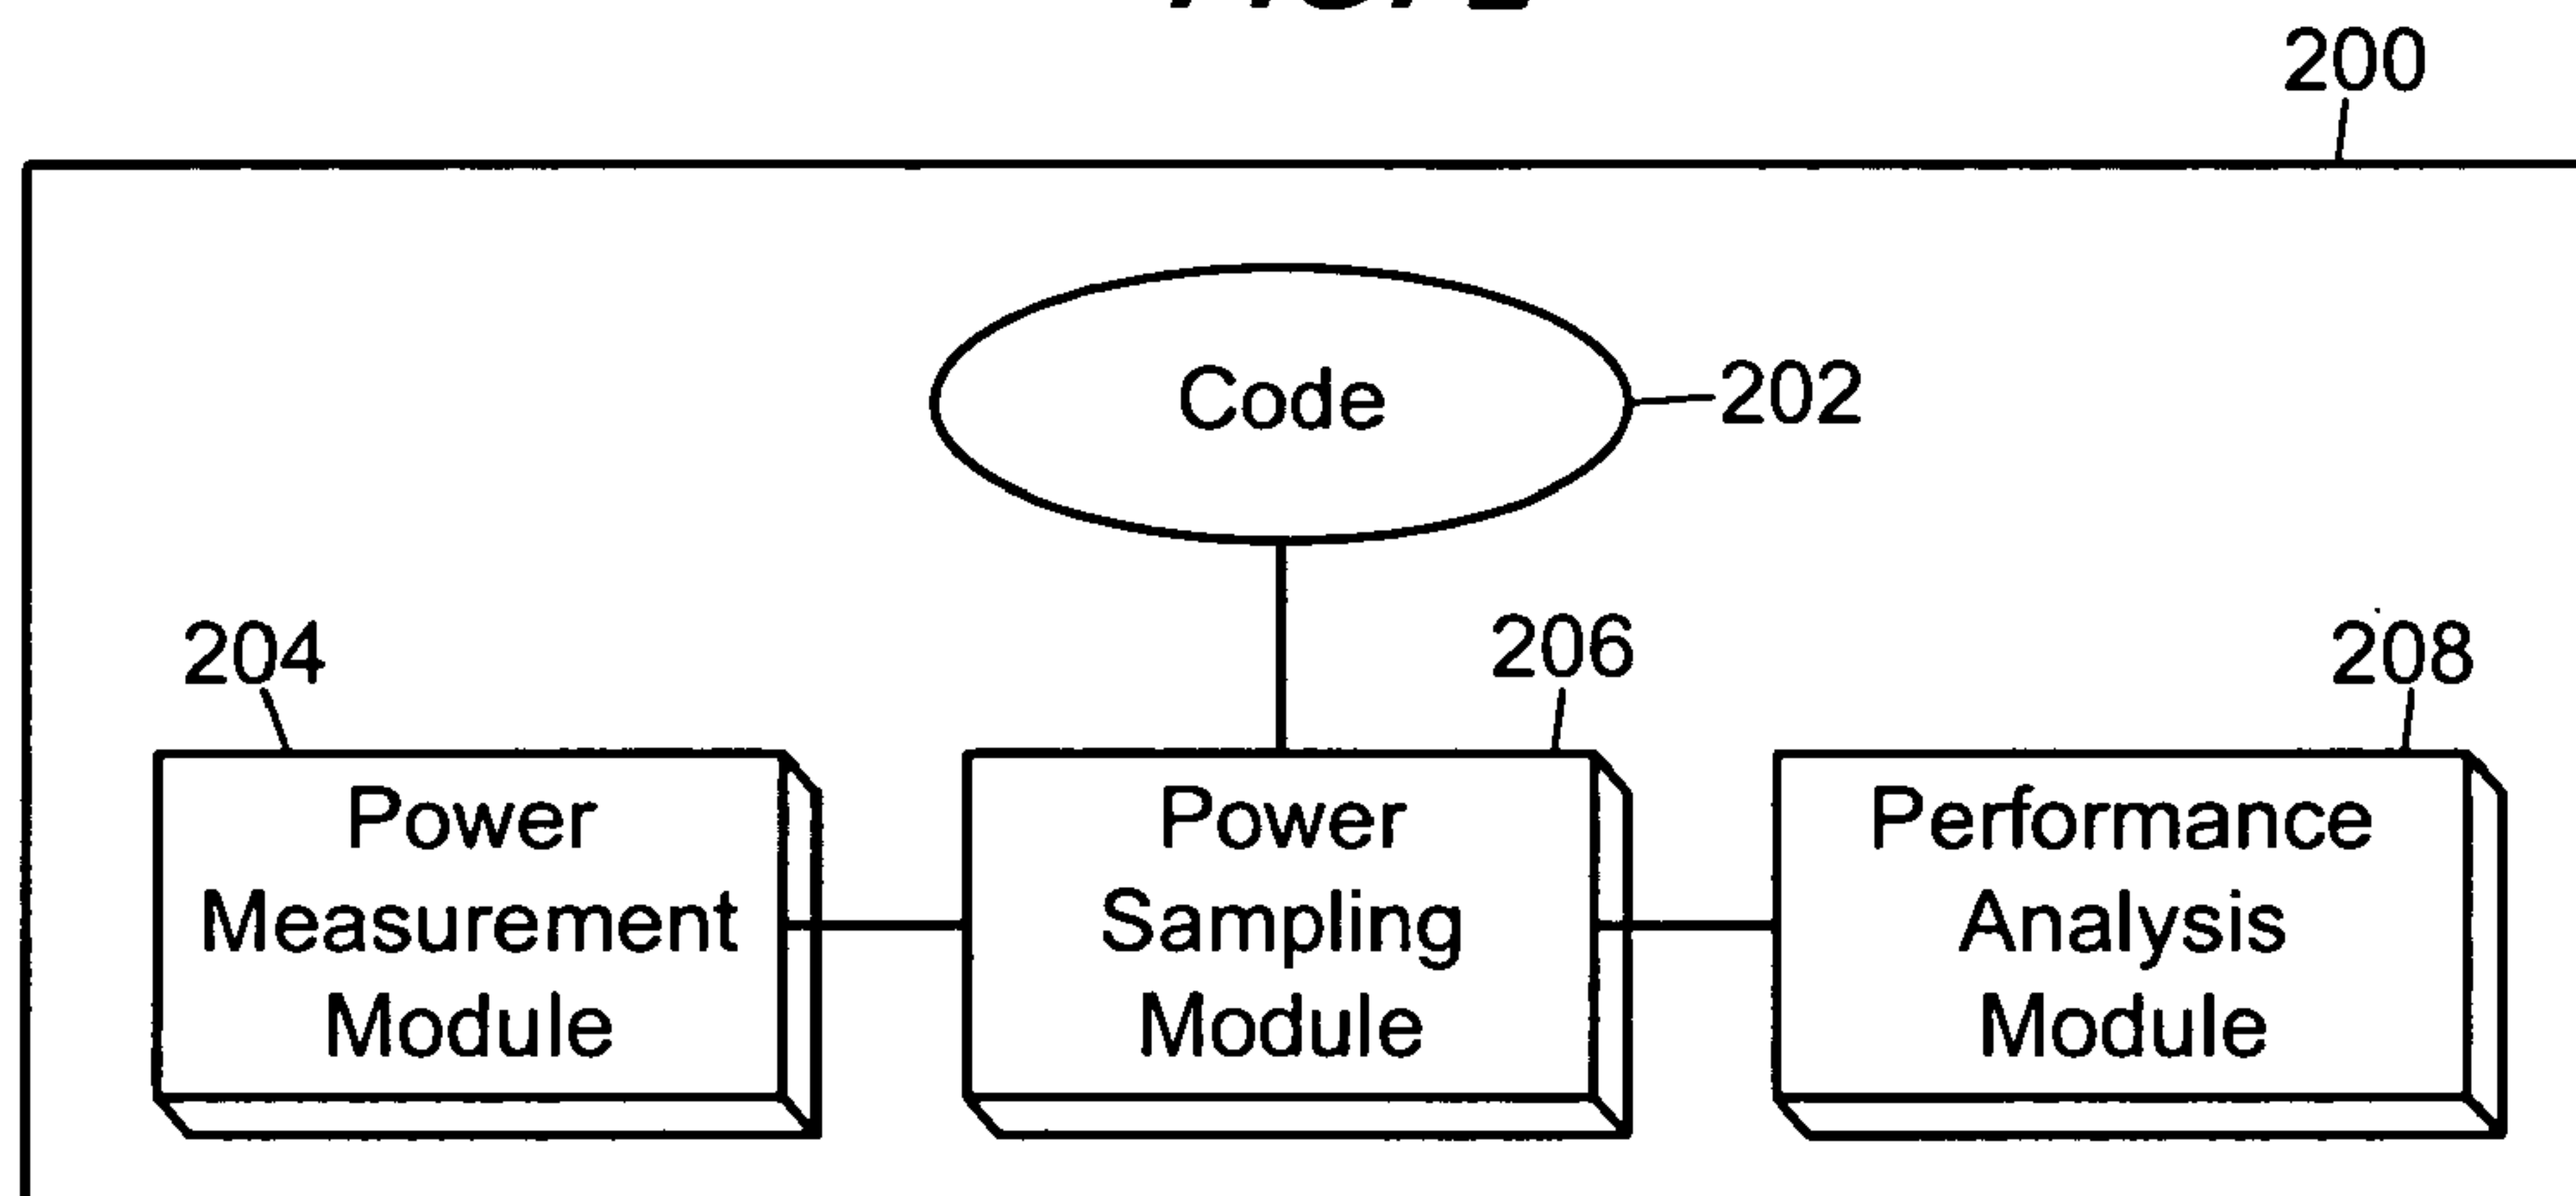 200
Code
202
204
206
208
Power
Measurement
Module
Power
Sampling
Module
Performance
Analysis
Module